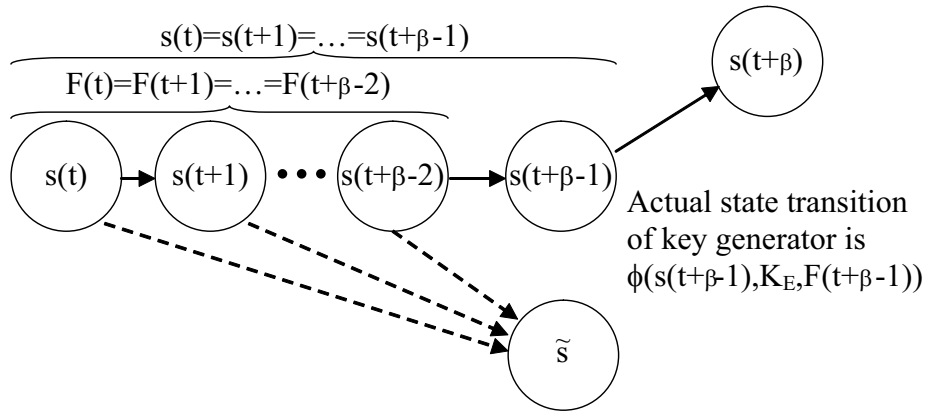 s(t)=s(t+1)=…=s(t+β-1)
s(t+β)
F(t)=F(t+1)=…=F(t+β-2)
s(t) s(t+1) ••• s(t+β-2) s(t+β-1)
Actual state transition
of key generator is
ϕ(s(t+β-1),K_E,F(t+β-1))
s̃